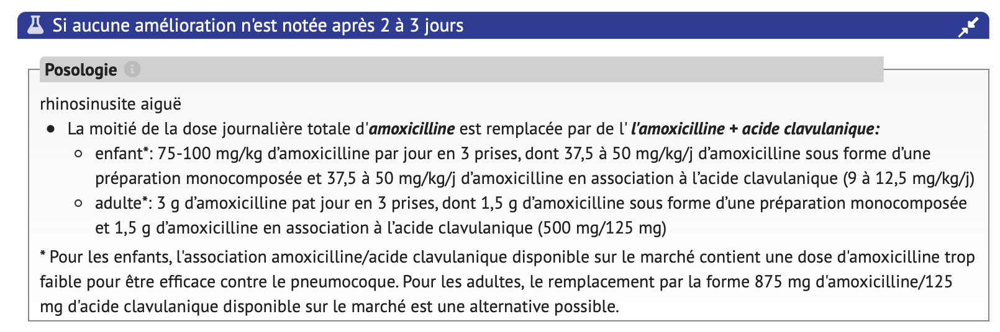 Si aucune amélioration n'est notée après 2 à 3 jours
Posologie
rhinosinusite aiguë
● La moitié de la dose journalière totale d'amoxicilline est remplacée par de l' l'amoxicilline + acide clavulanique:
○ enfant*: 75-100 mg/kg d’amoxicilline par jour en 3 prises, dont 37,5 à 50 mg/kg/j d’amoxicilline sous forme d’une
préparation monocomposée et 37,5 à 50 mg/kg/j d’amoxicilline en association à l’acide clavulanique (9 à 12,5 mg/kg/j)
○ adulte*: 3 g d’amoxicilline pat jour en 3 prises, dont 1,5 g d’amoxicilline sous forme d’une préparation monocomposée
et 1,5 g d’amoxicilline en association à l’acide clavulanique (500 mg/125 mg)
* Pour les enfants, l'association amoxicilline/acide clavulanique disponible sur le marché contient une dose d'amoxicilline trop
faible pour être efficace contre le pneumocoque. Pour les adultes, le remplacement par la forme 875 mg d'amoxicilline/125
mg d'acide clavulanique disponible sur le marché est une alternative possible.